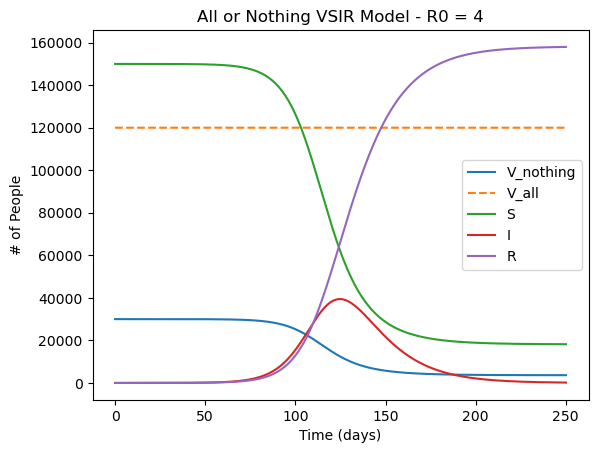 All or Nothing VSIR Model - R0 = 4
# of People
160000
140000
120000
100000
80000
60000
40000
20000
0
V_nothing
V_all
S
I
R
0
50
100
150
200
250
Time (days)